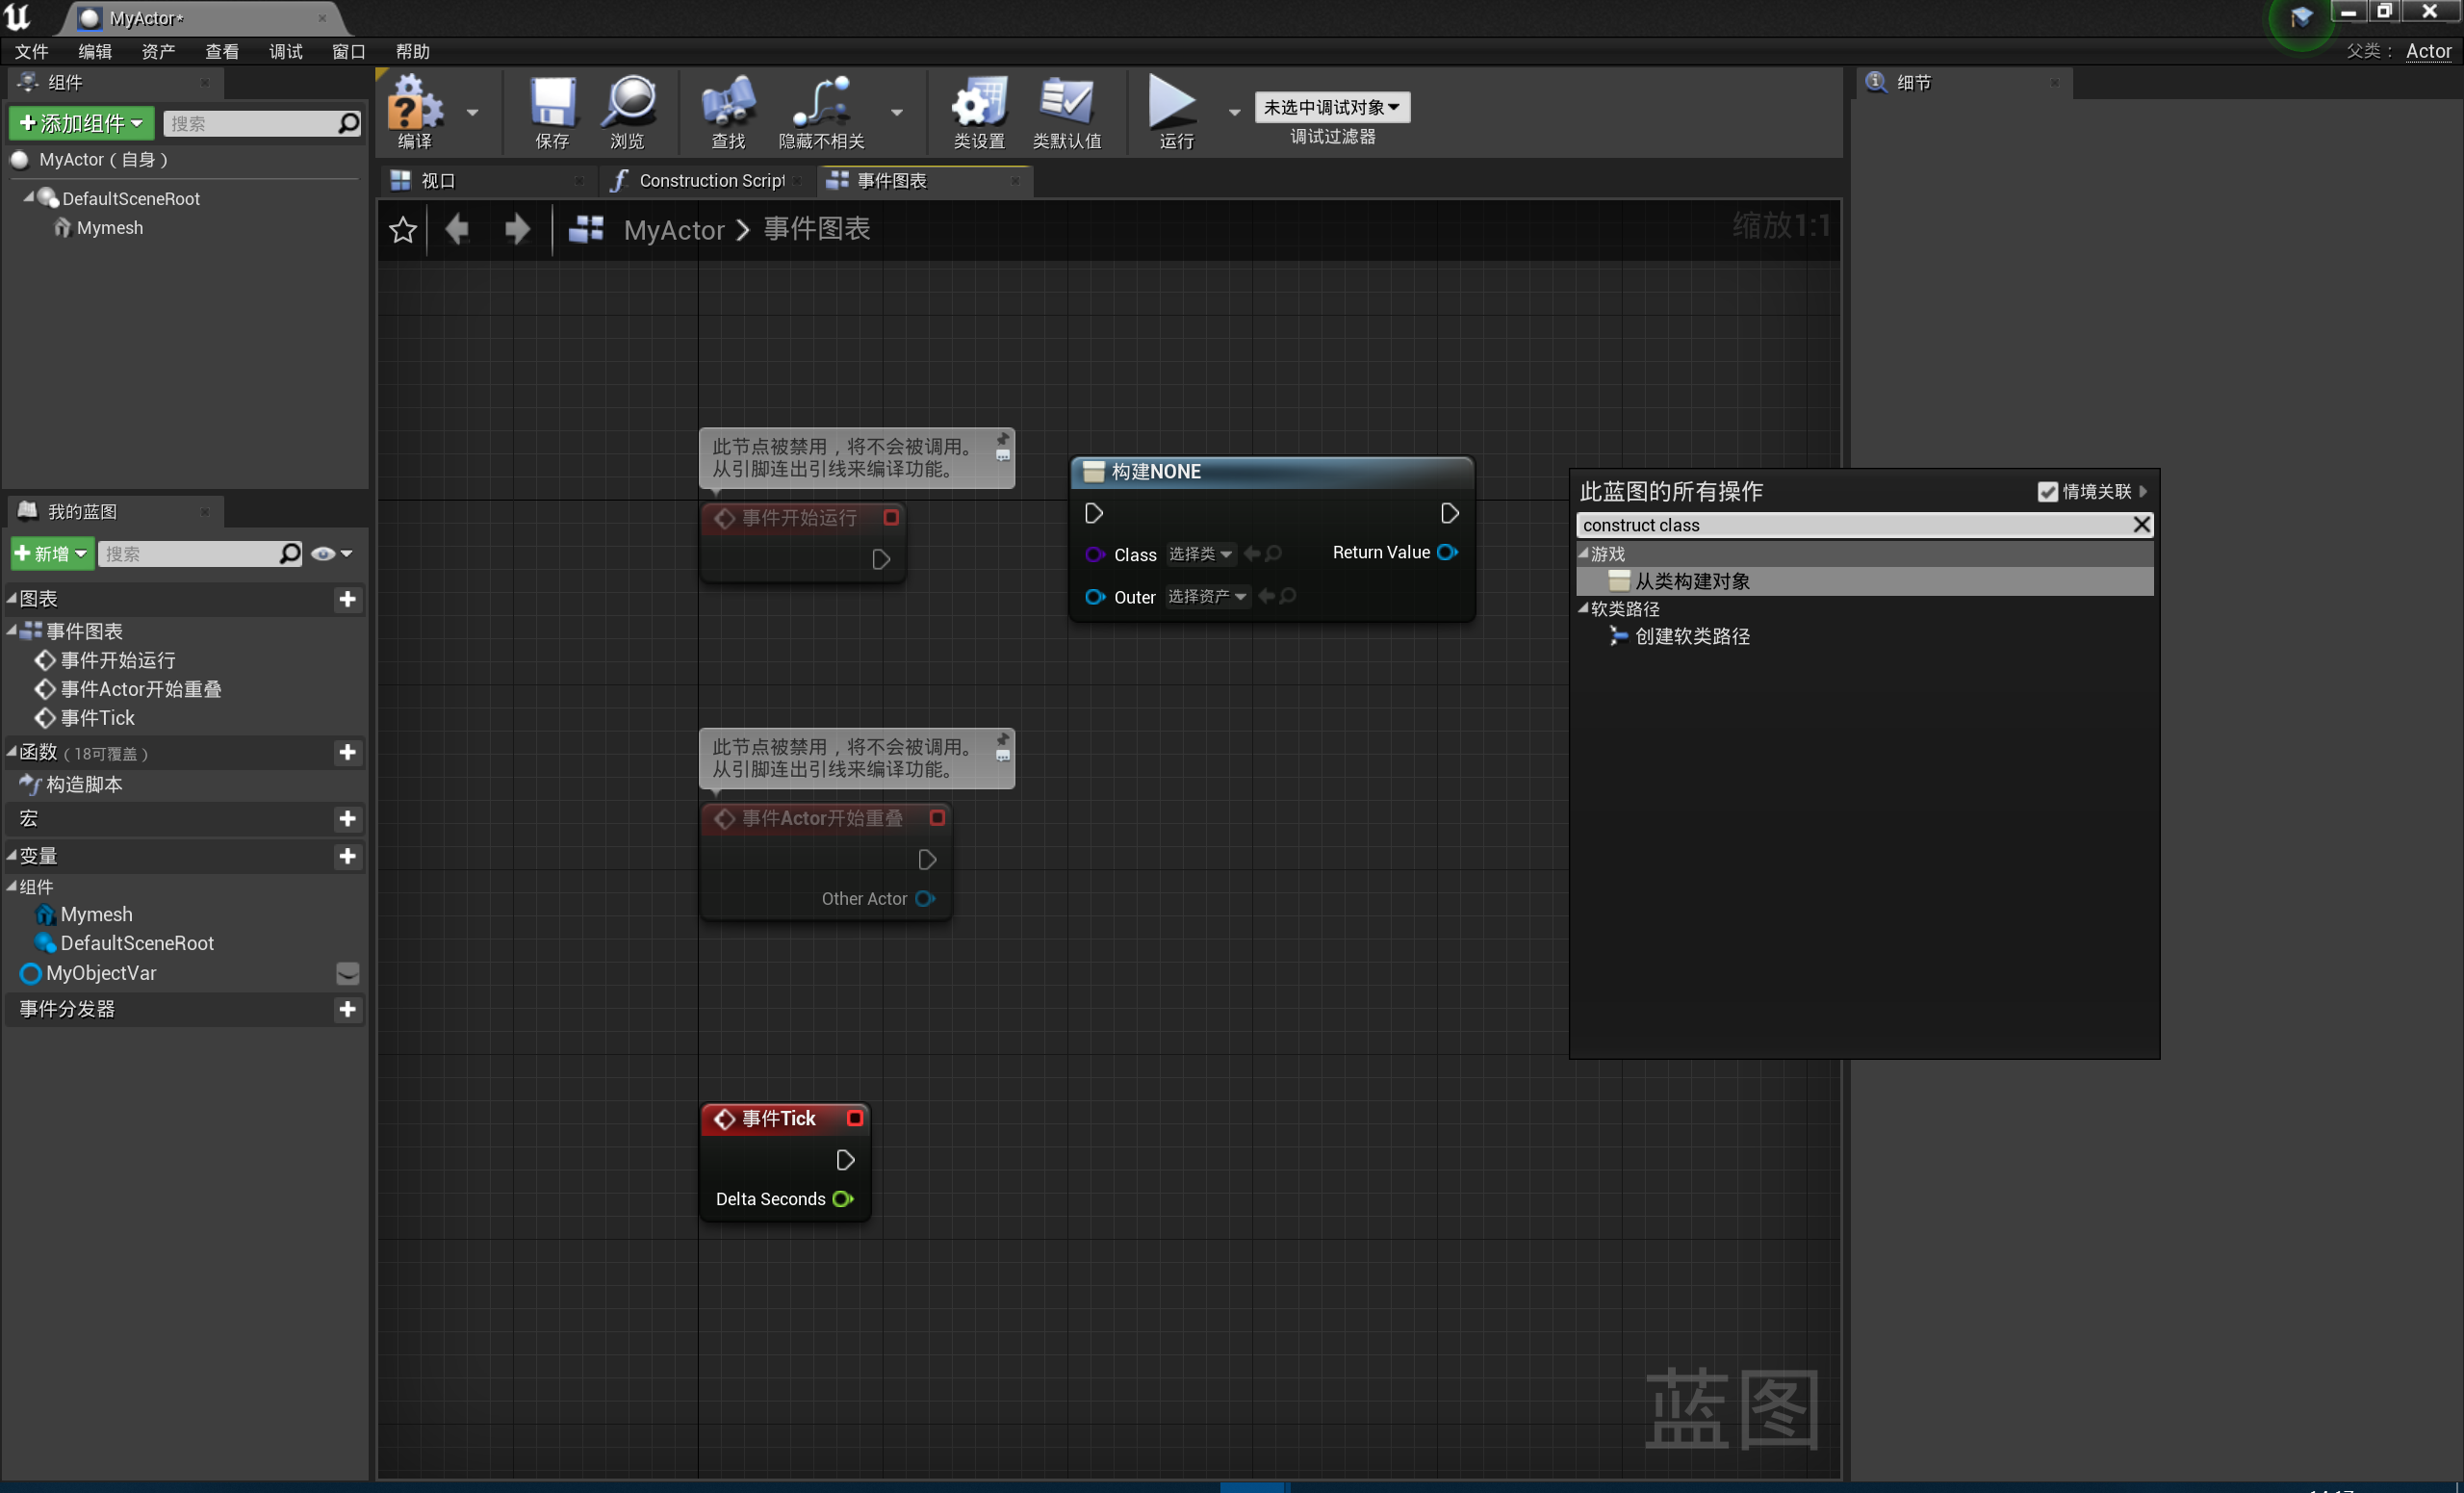 MyActor*
文件 编辑 资产 查看 调试 窗口 帮助
父类： Actor
组件
添加组件 搜索
MyActor（自身）
DefaultSceneRoot
Mymesh
编译 保存 浏览 查找 隐藏不相关 类设置 类默认值 运行
未选中调试对象
调试过滤器
细节
视口 Construction Script 事件图表
MyActor > 事件图表
缩放1:1
此节点被禁用，将不会被调用。
从引脚连出引线来编译功能。
事件开始运行
构建NONE
Class 选择类 Return Value
Outer 选择资产
此蓝图的所有操作 情境关联
construct class
游戏
从类构建对象
软类路径
创建软类路径
我的蓝图
新增 搜索
图表
事件图表
事件开始运行
事件Actor开始重叠
事件Tick
函数（18可覆盖）
构造脚本
宏
变量
组件
Mymesh
DefaultSceneRoot
MyObjectVar
事件分发器
此节点被禁用，将不会被调用。
从引脚连出引线来编译功能。
事件Actor开始重叠
Other Actor
事件Tick
Delta Seconds
蓝图